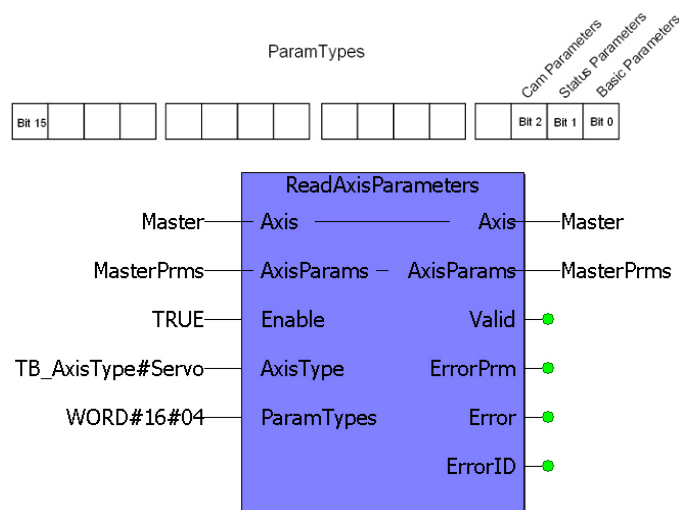 ParamTypes
Cam Parameters
Status Parameters
Basic Parameters
Bit 15 Bit 2 Bit 1 Bit 0
ReadAxisParameters
Master Axis Axis Master
MasterPrms AxisParams AxisParams MasterPrms
TRUE Enable Valid
TB_AxisType#Servo AxisType ErrorPrm
WORD#16#04 ParamTypes Error
ErrorID